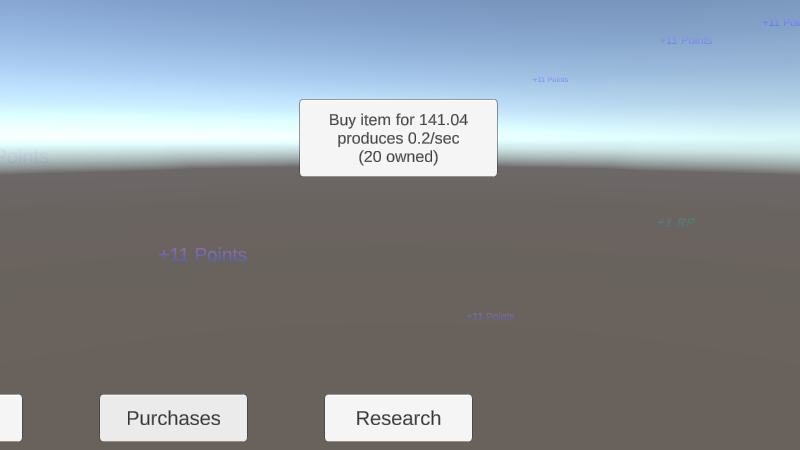 +11 Poi
+11 Points
+11 Points
Buy item for 141.04
produces 0.2/sec
(20 owned)
Points
+1 RP
+11 Points
+11 Points
Purchases
Research